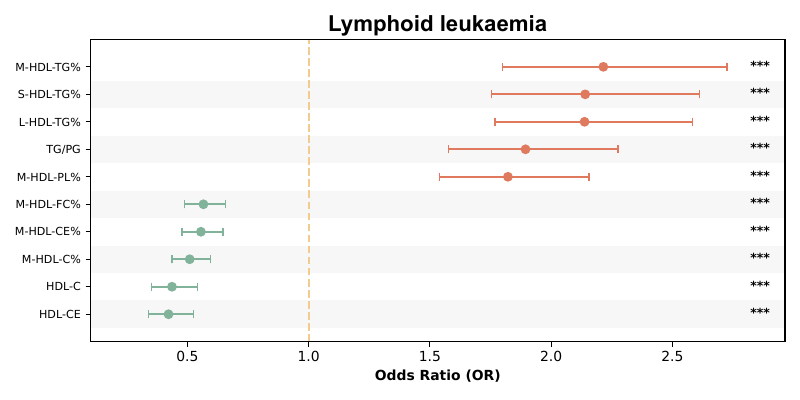 Lymphoid leukaemia
M-HDL-TG% ***
S-HDL-TG% ***
L-HDL-TG% ***
TG/PG ***
M-HDL-PL% ***
M-HDL-FC% ***
M-HDL-CE% ***
M-HDL-C% ***
HDL-C ***
HDL-CE ***
0.5 1.0 1.5 2.0 2.5
Odds Ratio (OR)